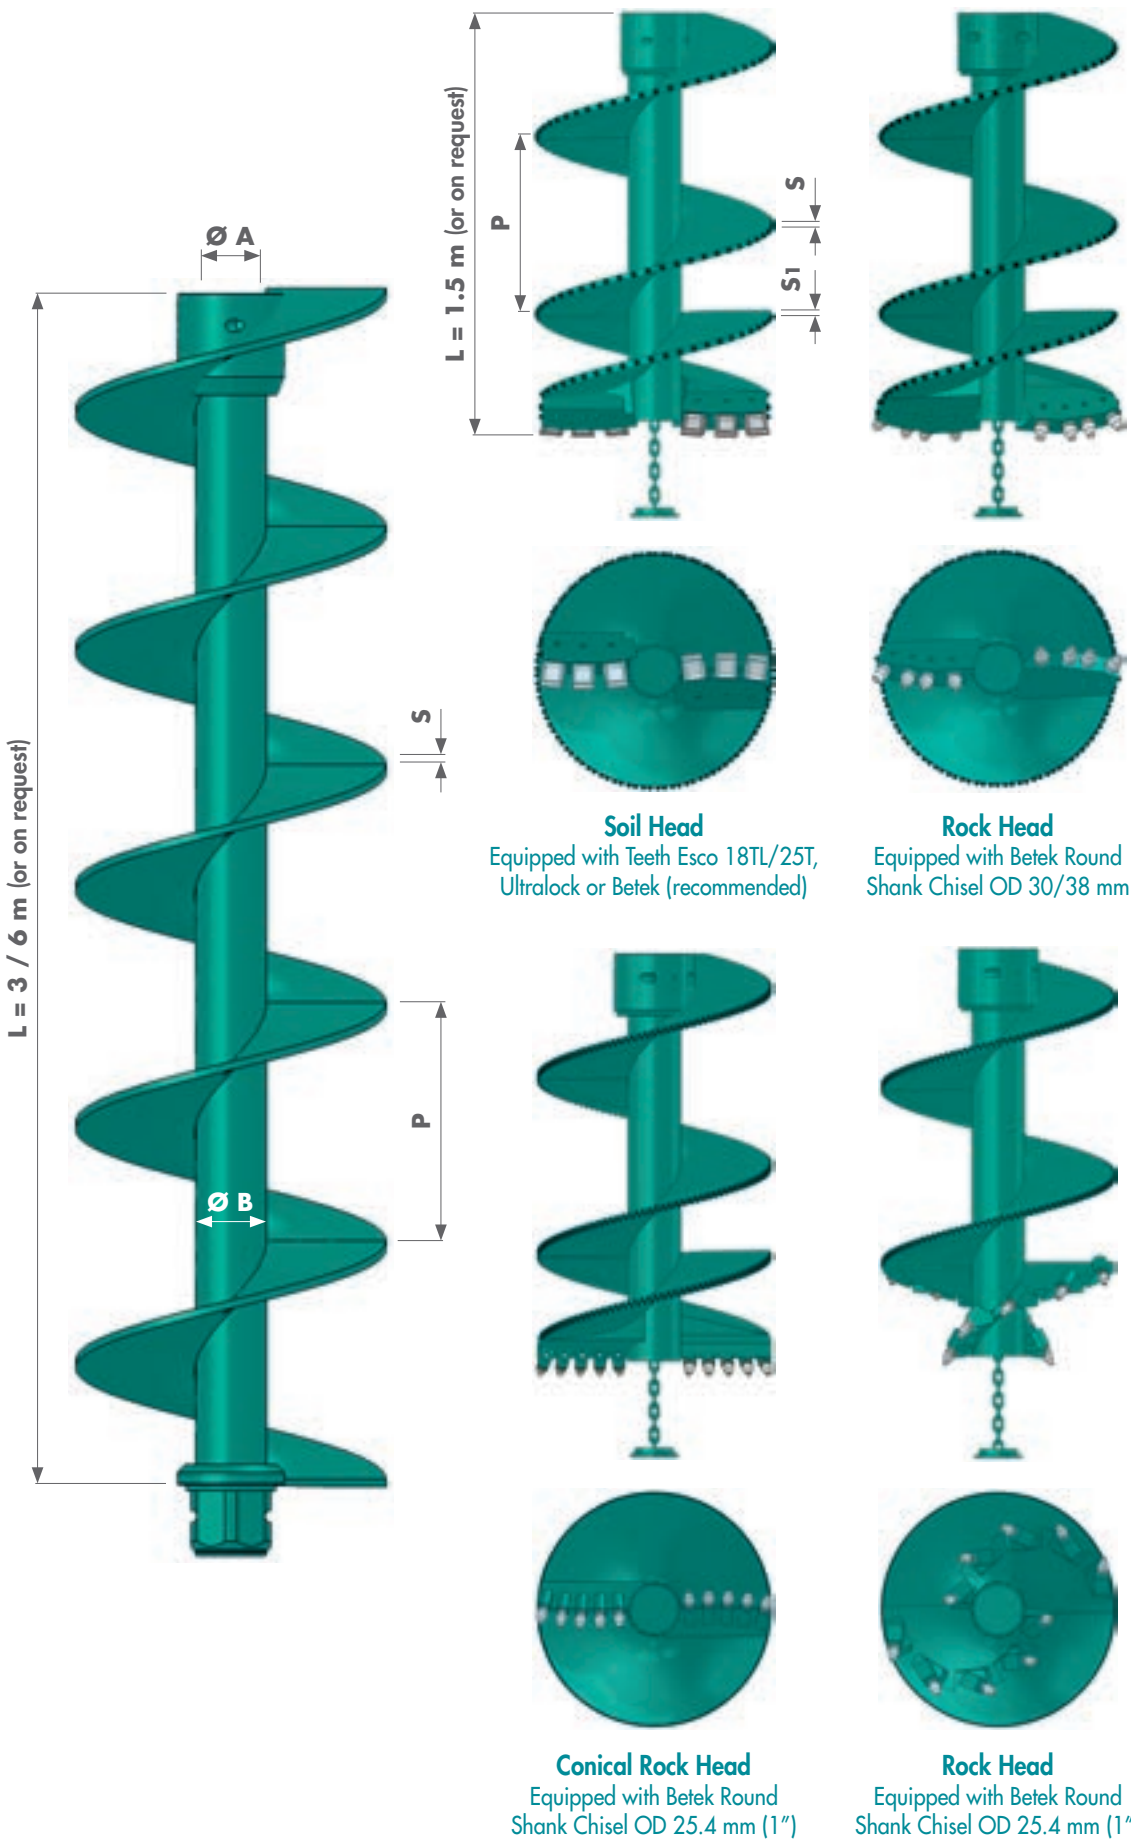 Ø A
L = 3 / 6 m (or on request)
S
P
Ø B
L = 1.5 m (or on request)
P
S
S1
Soil Head
Equipped with Teeth Esco 18TL/25T,
Ultralock or Betek (recommended)
Rock Head
Equipped with Betek Round
Shank Chisel OD 30/38 mm
Conical Rock Head
Equipped with Betek Round
Shank Chisel OD 25.4 mm (1”)
Rock Head
Equipped with Betek Round
Shank Chisel OD 25.4 mm (1”